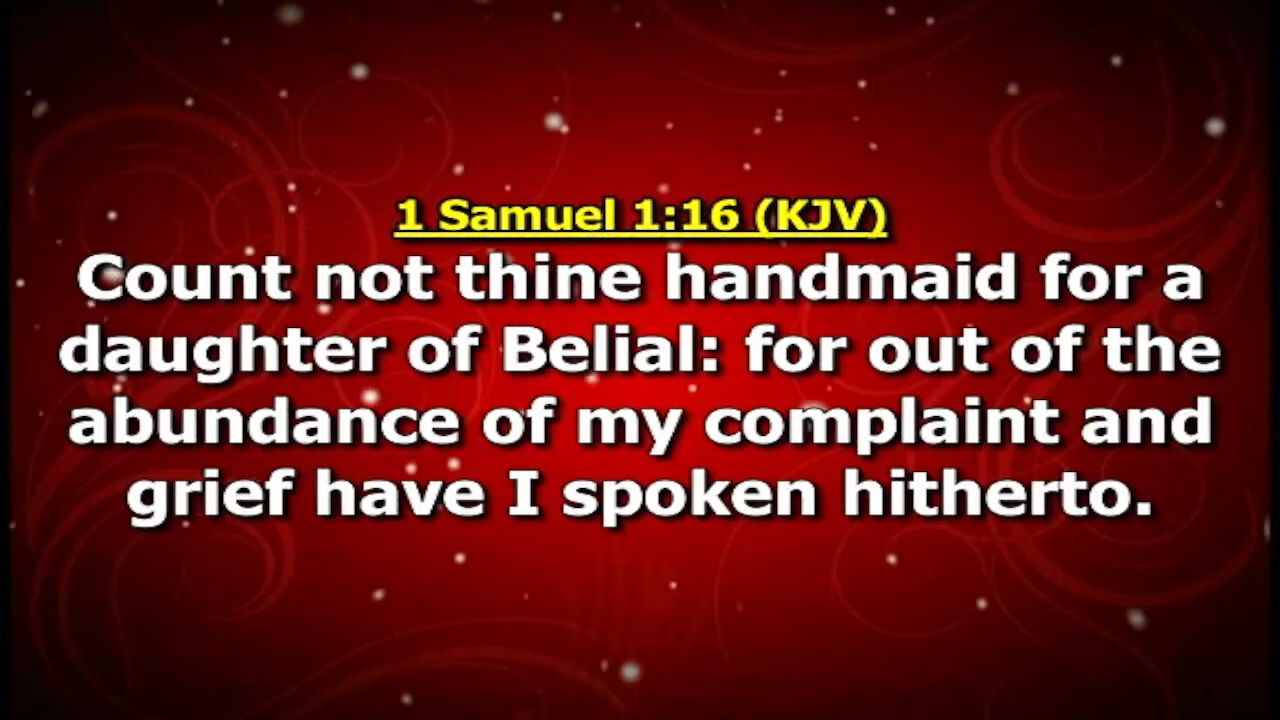 1 Samuel 1:16 (KJV)
Count not thine handmaid for a
daughter of Belial: for out of the
abundance of my complaint and
grief have I spoken hitherto.